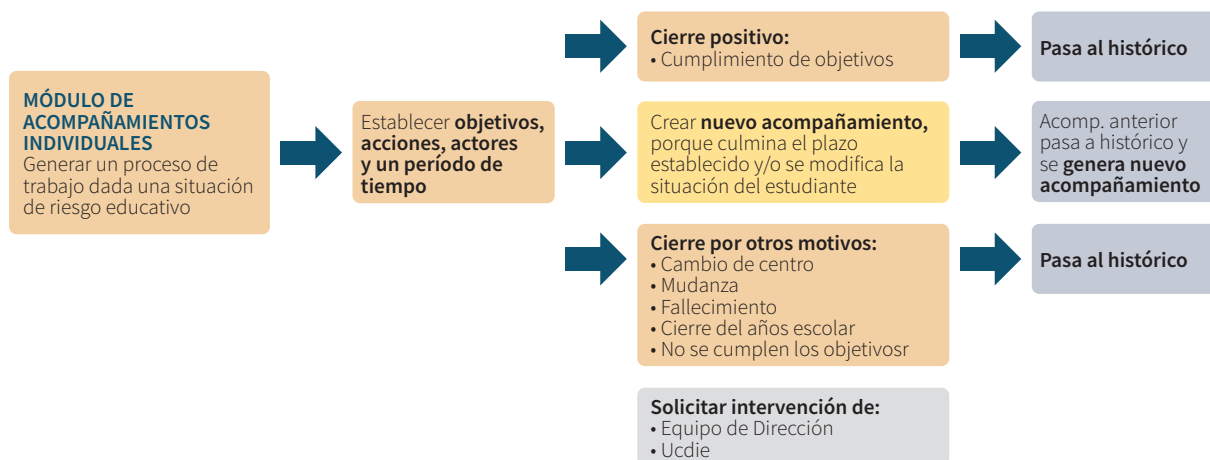 MÓDULO DE
ACOMPAÑAMIENTOS
INDIVIDUALES
Generar un proceso de
trabajo dada una situación
de riesgo educativo
Establecer objetivos,
acciones, actores
y un período de
tiempo
Cierre positivo:
• Cumplimiento de objetivos
Pasa al histórico
Crear nuevo acompañamiento,
porque culmina el plazo
establecido y/o se modifica la
situación del estudiante
Acomp. anterior
pasa a histórico y
se genera nuevo
acompañamiento
Cierre por otros motivos:
• Cambio de centro
• Mudanza
• Fallecimiento
• Cierre del años escolar
• No se cumplen los objetivosr
Pasa al histórico
Solicitar intervención de:
• Equipo de Dirección
• Ucdie